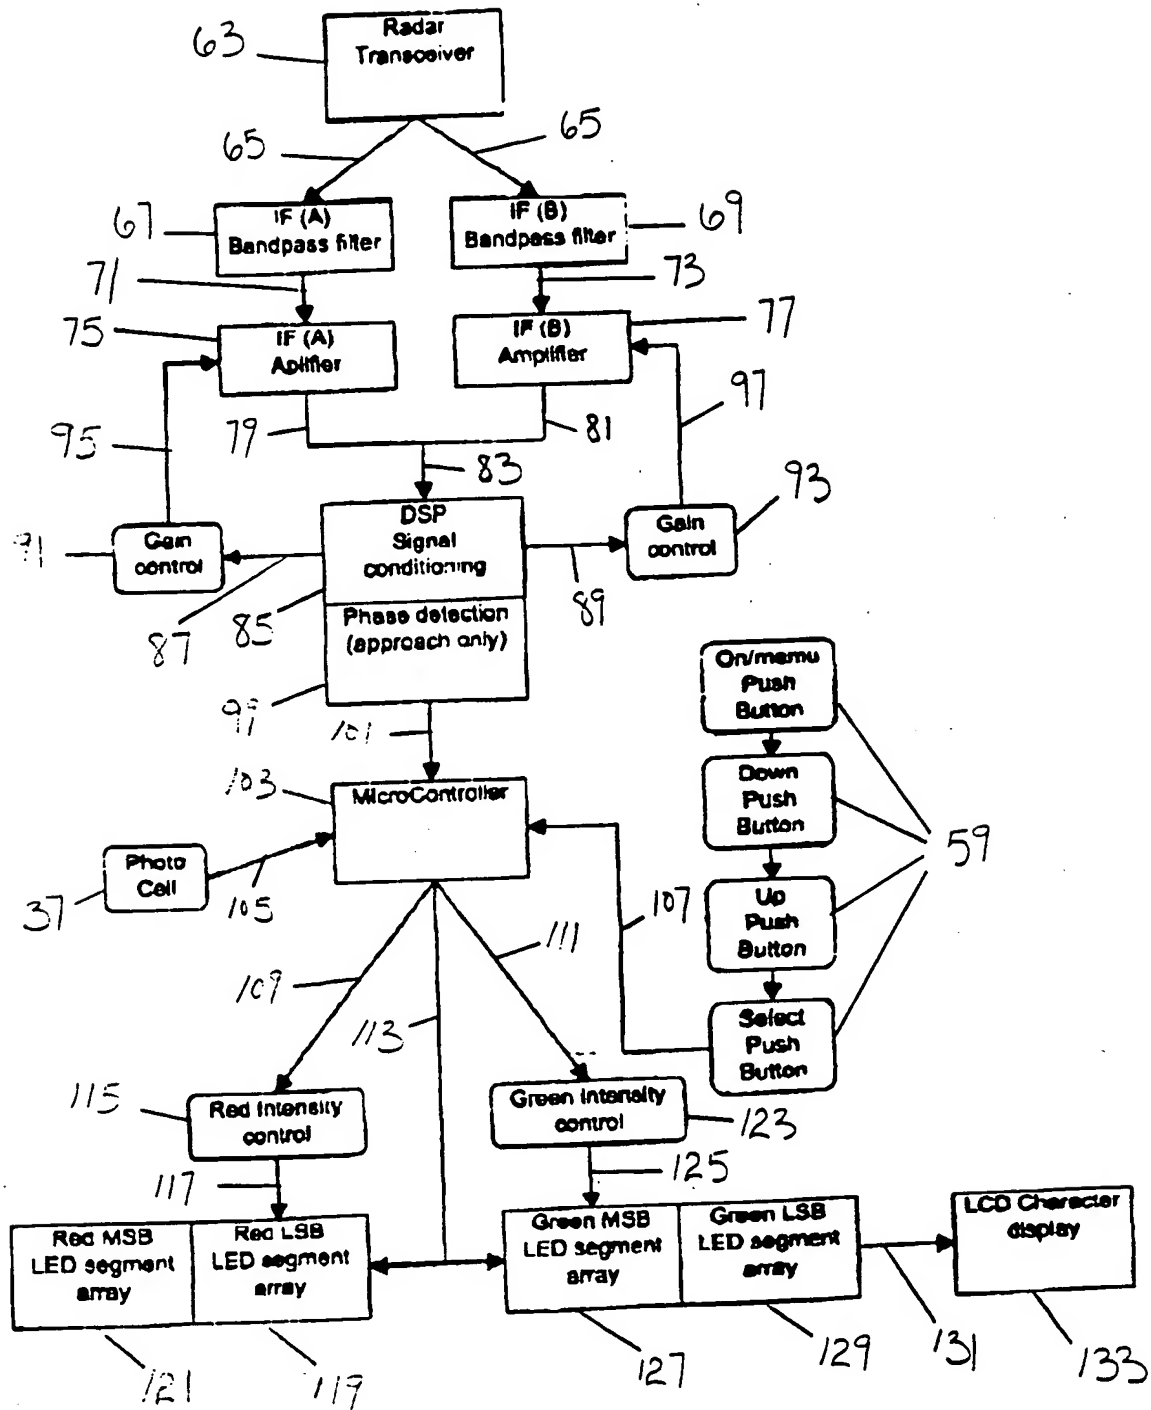 63
Radar
Transceiver
65
65
67
IF (A)
Bandpass filter
IF (B)
Bandpass filter
69
71
73
75
IF (A)
Aplifier
IF (B)
Amplifier
77
95
79
81
97
83
93
91
Gain
control
DSP
Signal
conditioning
Gain
control
87
85
89
Phase detection
(approach only)
99
101
On/memu
Push
Button
Down
Push
Button
59
103
MicroController
Photo
Cell
37
105
Up
Push
Button
107
109
111
113
Select
Push
Button
115
Red Intensity
control
Green Intensity
control
123
117
125
Red MSB
LED segment
array
Red LSB
LED segment
array
Green MSB
LED segment
array
Green LSB
LED segment
array
LCD Character
display
121
119
127
129
131
133